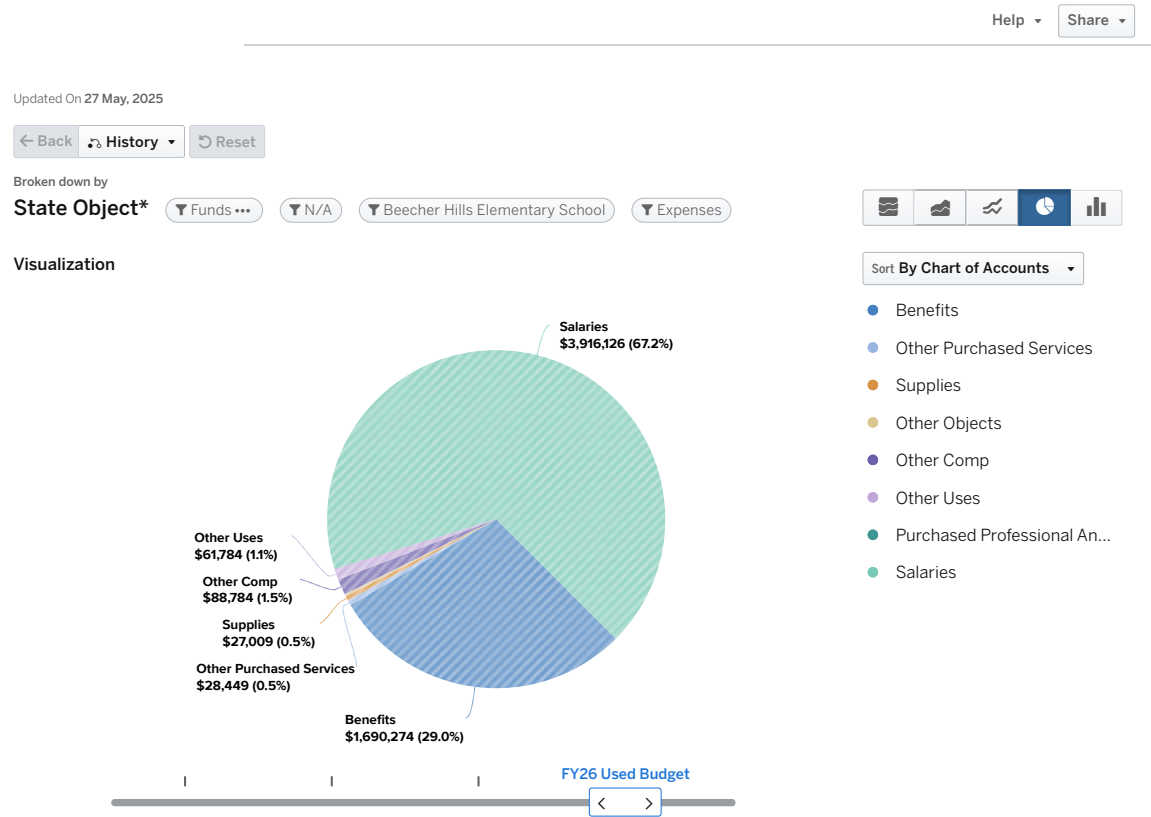 Help
Share
Updated On 27 May, 2025
Back
History
Reset
Broken down by
State Object*
Funds •••
N/A
Beecher Hills Elementary School
Expenses
Visualization
Sort By Chart of Accounts
Benefits
Other Purchased Services
Supplies
Other Objects
Other Comp
Other Uses
Purchased Professional An...
Salaries
Salaries
$3,916,126 (67.2%)
Other Uses
$61,784 (1.1%)
Other Comp
$88,784 (1.5%)
Supplies
$27,009 (0.5%)
Other Purchased Services
$28,449 (0.5%)
Benefits
$1,690,274 (29.0%)
FY26 Used Budget